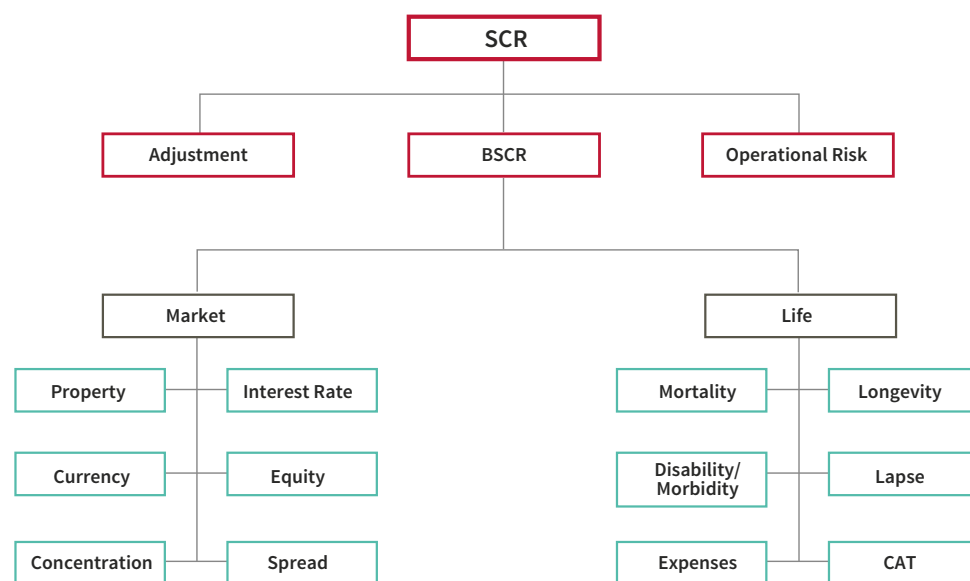 SCR
Adjustment
BSCR
Operational Risk
Market
Life
Property
Interest Rate
Mortality
Longevity
Currency
Equity
Disability/
Morbidity
Lapse
Concentration
Spread
Expenses
CAT